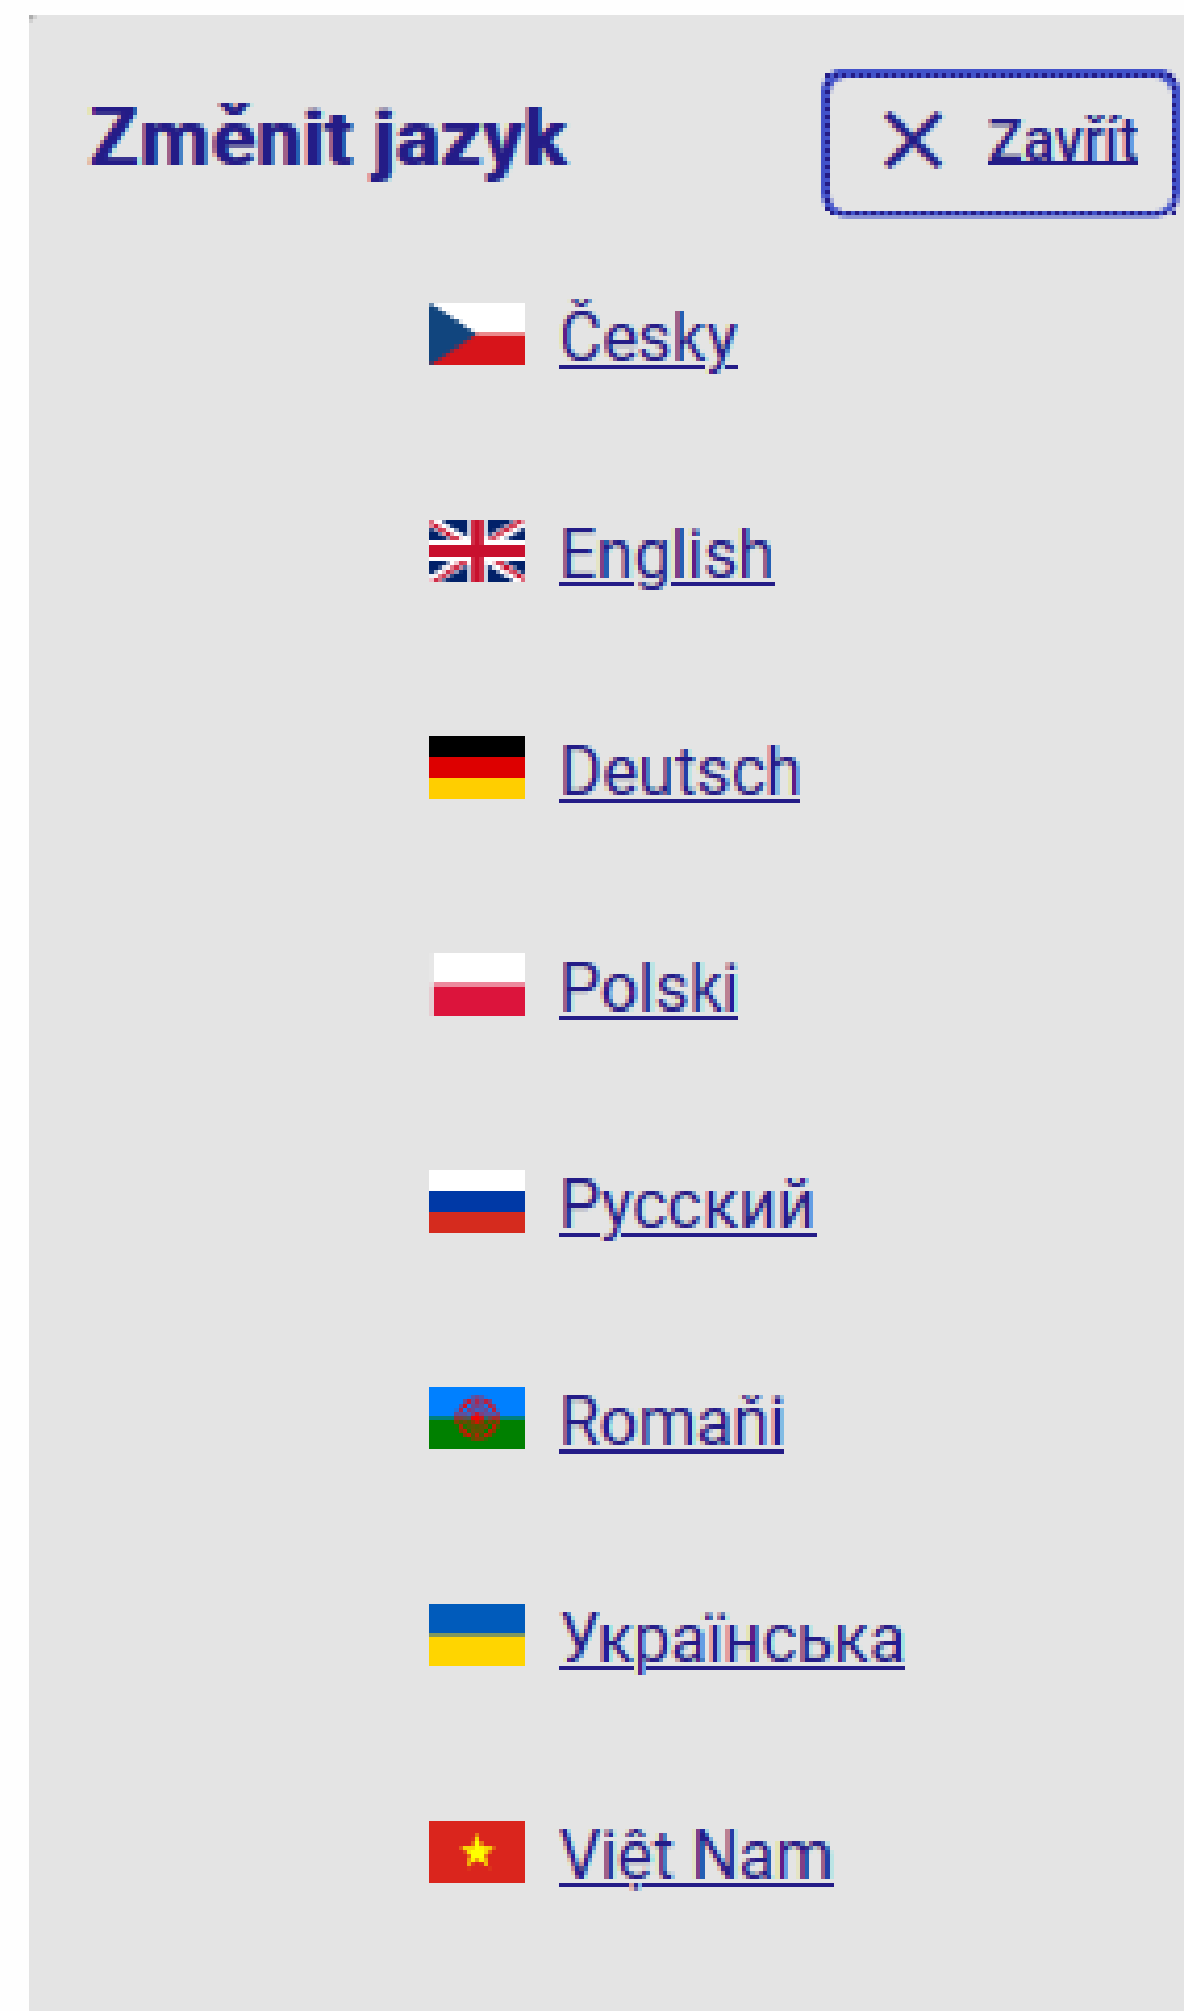 Změnit jazyk
Zavřít
Česky
English
Deutsch
Polski
Русский
Romaňi
Українська
Việt Nam